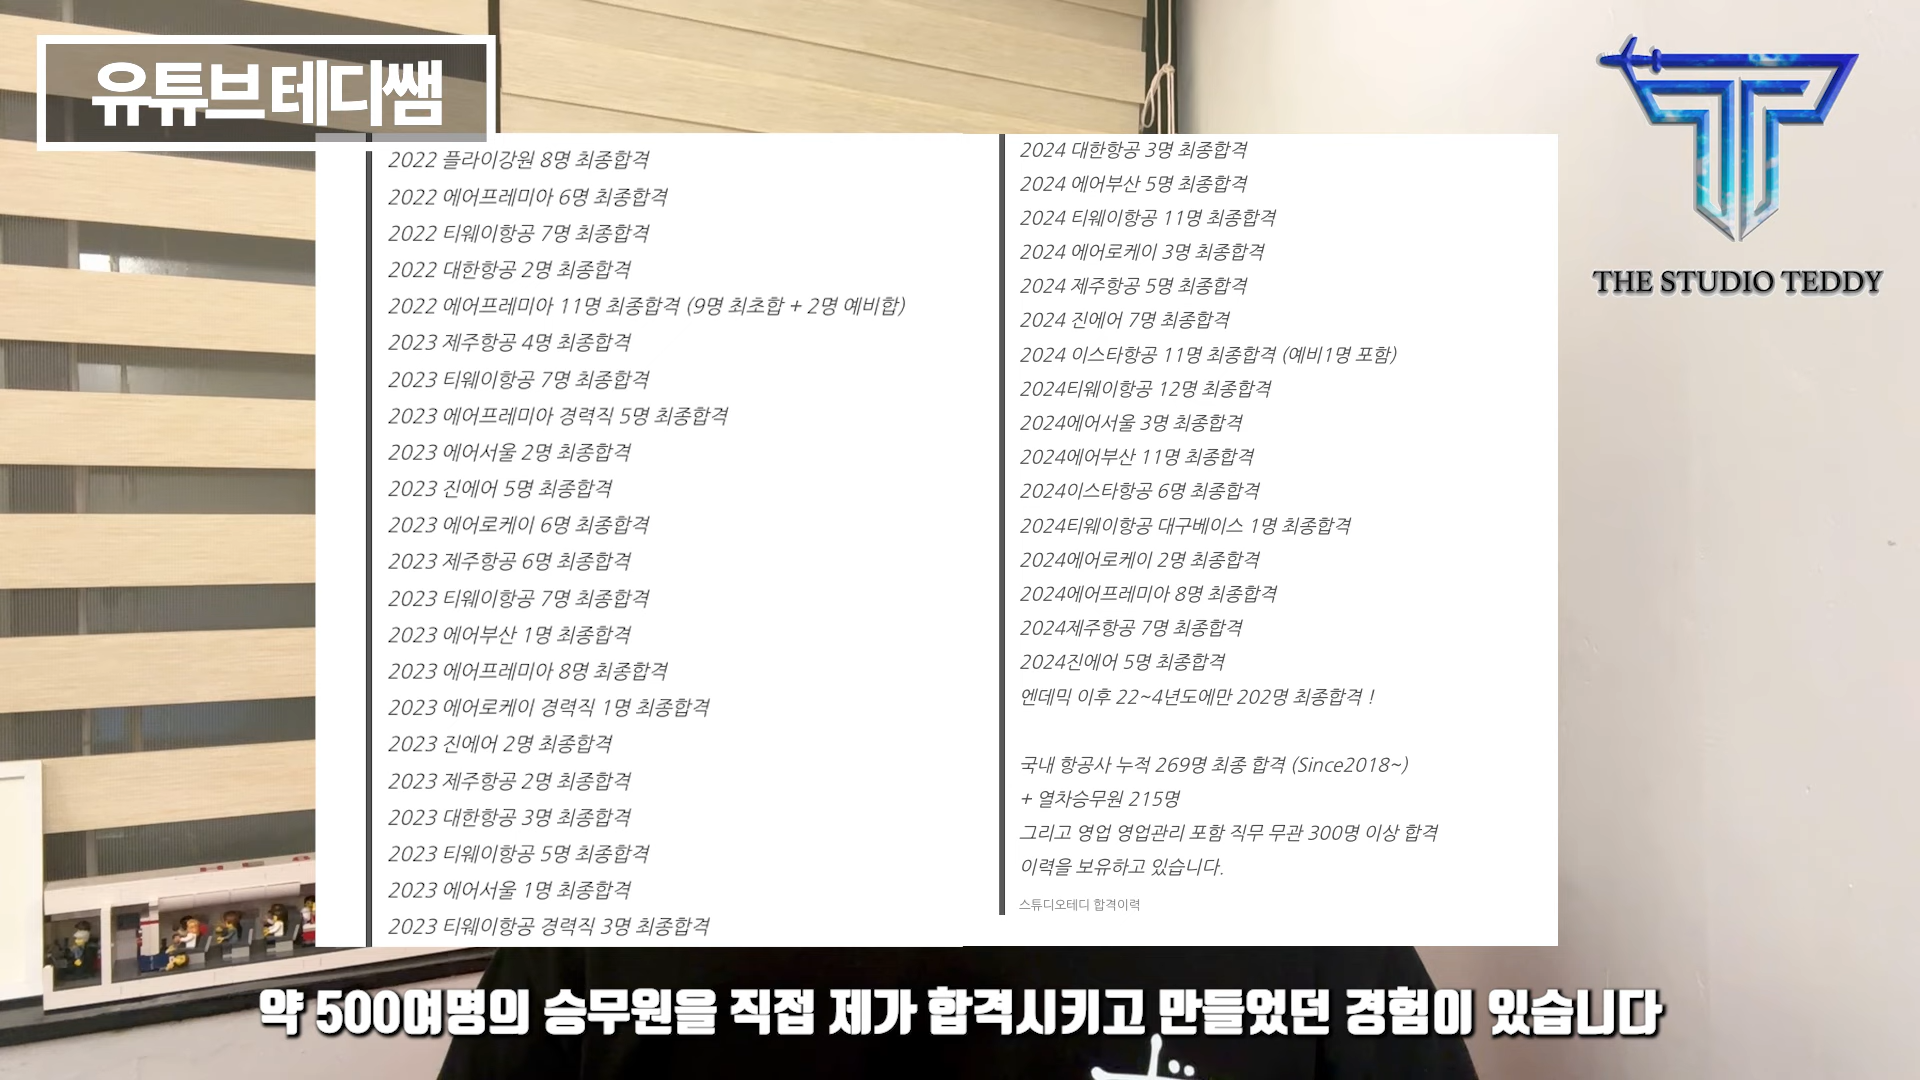 유튜브 테디쌤
THE STUDIO TEDDY
2022 플라이강원 8명 최종합격
2022 에어프레미아 6명 최종합격
2022 티웨이항공 7명 최종합격
2022 대한항공 2명 최종합격
2022 에어프레미아 11명 최종합격 (9명 최초합 + 2명 예비합)
2023 제주항공 4명 최종합격
2023 티웨이항공 7명 최종합격
2023 에어프레미아 경력직 5명 최종합격
2023 에어서울 2명 최종합격
2023 진에어 5명 최종합격
2023 에어로케이 6명 최종합격
2023 제주항공 6명 최종합격
2023 티웨이항공 7명 최종합격
2023 에어부산 1명 최종합격
2023 에어프레미아 8명 최종합격
2023 에어로케이 경력직 1명 최종합격
2023 진에어 2명 최종합격
2023 제주항공 2명 최종합격
2023 대한항공 3명 최종합격
2023 티웨이항공 5명 최종합격
2023 에어서울 1명 최종합격
2023 티웨이항공 경력직 3명 최종합격
2024 대한항공 3명 최종합격
2024 에어부산 5명 최종합격
2024 티웨이항공 11명 최종합격
2024 에어로케이 3명 최종합격
2024 제주항공 5명 최종합격
2024 진에어 7명 최종합격
2024 이스타항공 11명 최종합격 (예비1명 포함)
2024티웨이항공 12명 최종합격
2024에어서울 3명 최종합격
2024에어부산 11명 최종합격
2024이스타항공 6명 최종합격
2024티웨이항공 대구베이스 1명 최종합격
2024에어로케이 2명 최종합격
2024에어프레미아 8명 최종합격
2024제주항공 7명 최종합격
2024진에어 5명 최종합격
엔데믹 이후 22~4년도에만 202명 최종합격 !
국내 항공사 누적 269명 최종 합격 (Since2018~)
+ 열차승무원 215명
그리고 영업 영업관리 포함 직무 무관 300명 이상 합격
이력을 보유하고 있습니다.
스튜디오테디 합격이력
약 500여명의 승무원을 직접 제가 합격시키고 만들었던 경험이 있습니다